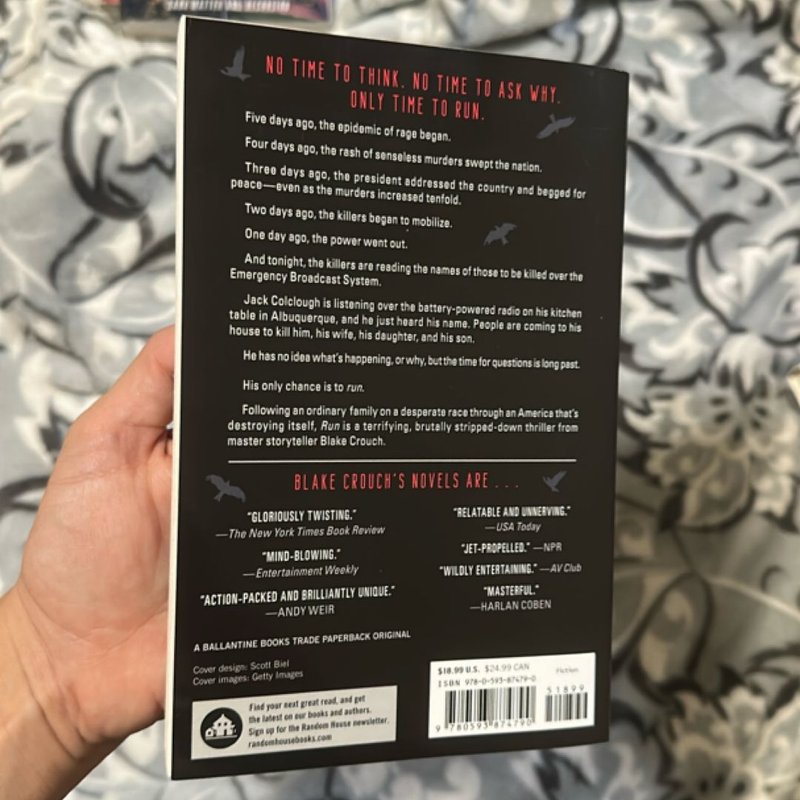 NO TIME TO THINK. NO TIME TO ASK WHY.
ONLY TIME TO RUN.
Five days ago, the epidemic of rage began.
Four days ago, the rash of senseless murders swept the nation.
Three days ago, the president addressed the country and begged for
peace—even as the murders increased tenfold.
Two days ago, the killers began to mobilize.
One day ago, the power went out.
And tonight, the killers are reading the names of those to be killed over the
Emergency Broadcast System.
Jack Colclough is listening over the battery-powered radio on his kitchen
table in Albuquerque, and he just heard his name. People are coming to his
house to kill him, his wife, his daughter, and his son.
He has no idea what's happening, or why, but the time for questions is long past.
His only chance is to run.
Following an ordinary family on a desperate race through an America that's
destroying itself, Run is a terrifying, brutally stripped-down thriller from
master storyteller Blake Crouch.
BLAKE CROUCH'S NOVELS ARE . . .
"GLORIOUSLY TWISTING."
—The New York Times Book Review
"MIND-BLOWING."
—Entertainment Weekly
"ACTION-PACKED AND BRILLIANTLY UNIQUE."
—ANDY WEIR
"RELATABLE AND UNNERVING."
—USA Today
"JET-PROPELLED." —NPR
"WILDLY ENTERTAINING." —AV Club
"MASTERFUL."
—HARLAN COBEN
A BALLANTINE BOOKS TRADE PAPERBACK ORIGINAL
Cover design: Scott Biel
Cover images: Getty Images
Find your next great read, and get
the latest on our books and authors.
Sign up for the Random House newsletter.
randomhousebooks.com
$18.99 U.S. $24.99 CAN Fiction
ISBN 978-0-593-87479-0
51899
9 780593 874790